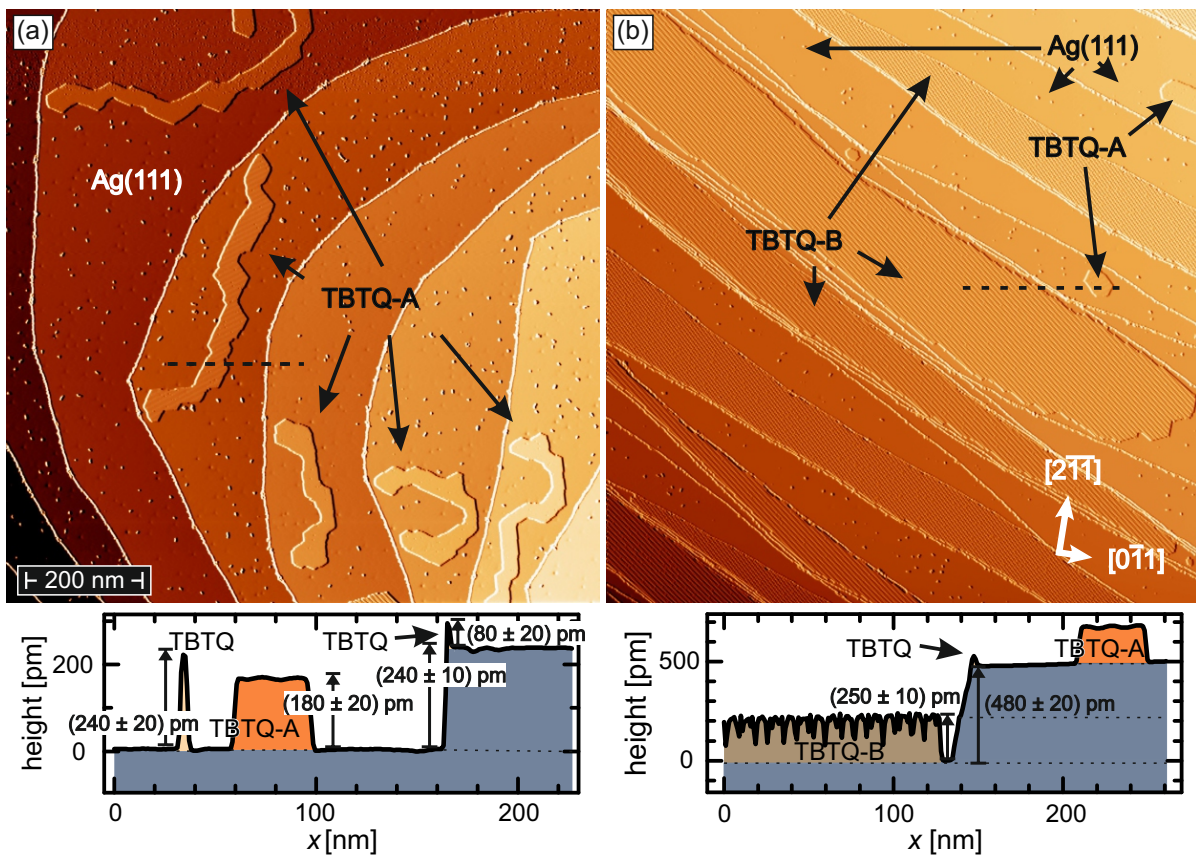 (a)
Ag(111)
TBTQ-A
200 nm
(b)
Ag(111)
TBTQ-A
TBTQ-B
[2̅1̅1̅]
[01̅1]
TBTQ
TBTQ
(80 ± 20) pm
(240 ± 10) pm
(180 ± 20) pm
(240 ± 20) pm
TBTQ-A
height [pm]
200
0
0
100
200
x [nm]
TBTQ
TBTQ-A
(250 ± 10) pm
(480 ± 20) pm
TBTQ-B
height [pm]
500
0
0
100
200
x [nm]